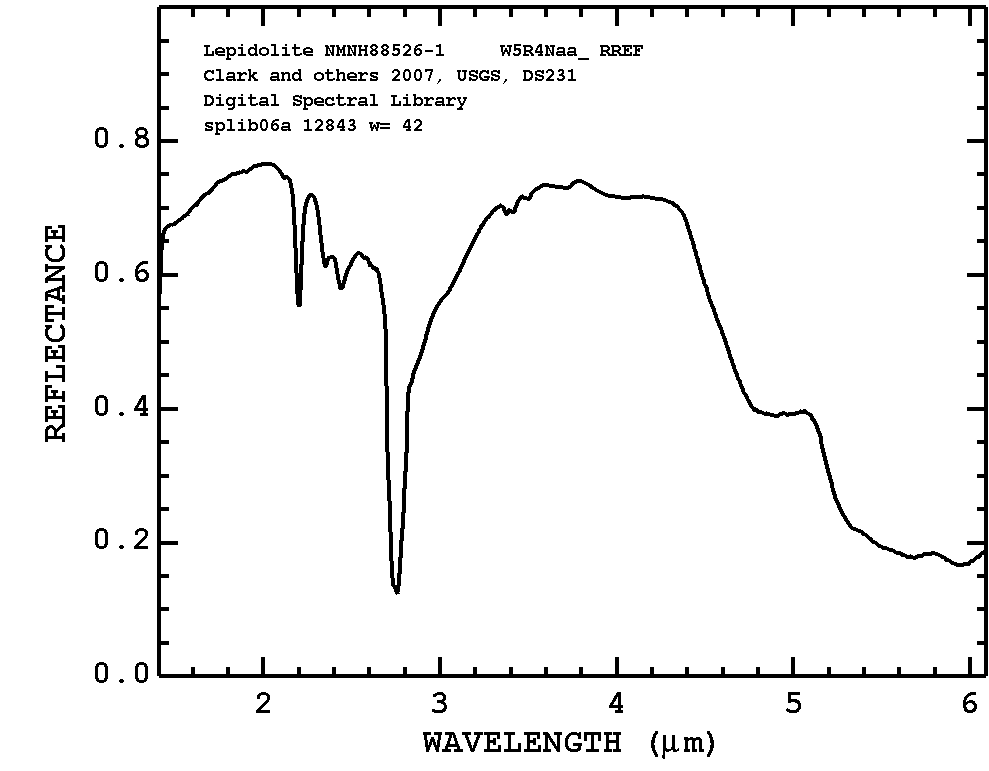 Lepidolite NMNH88526-1 W5R4Naa_ RREF
Clark and others 2007, USGS, DS231
Digital Spectral Library
splib06a 12843 w= 42
0.8
0.6
0.4
0.2
0.0
REFLECTANCE
2 3 4 5 6
WAVELENGTH (µm)